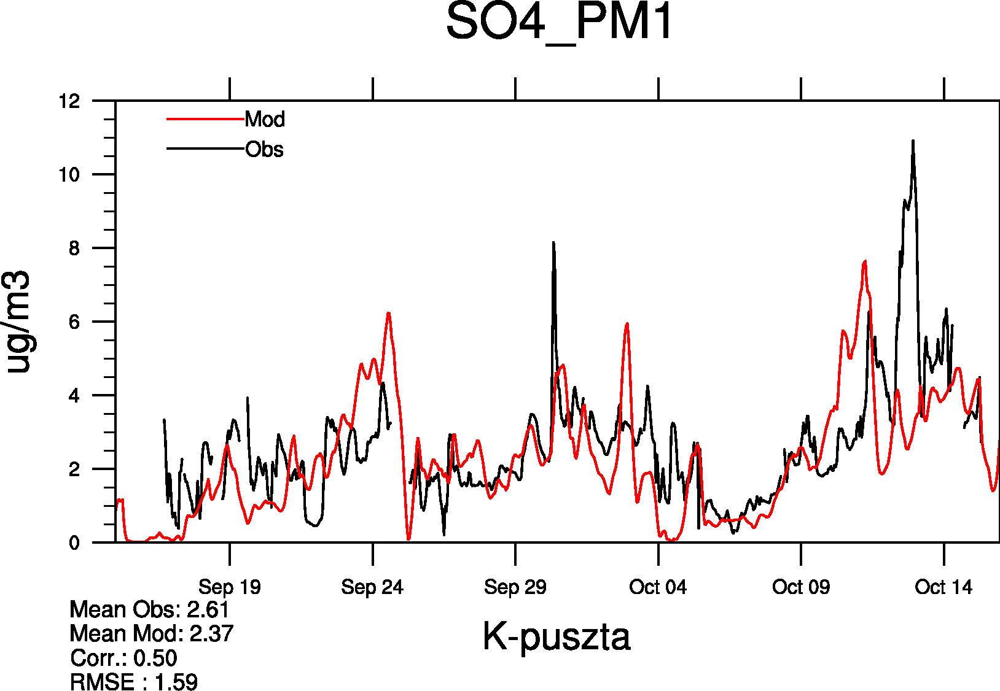 SO4_PM1
12
10
8
6
4
2
0
ug/m3
Mod
Obs
Sep 19 Sep 24 Sep 29 Oct 04 Oct 09 Oct 14
Mean Obs: 2.61
Mean Mod: 2.37
Corr.: 0.50
RMSE : 1.59
K-puszta